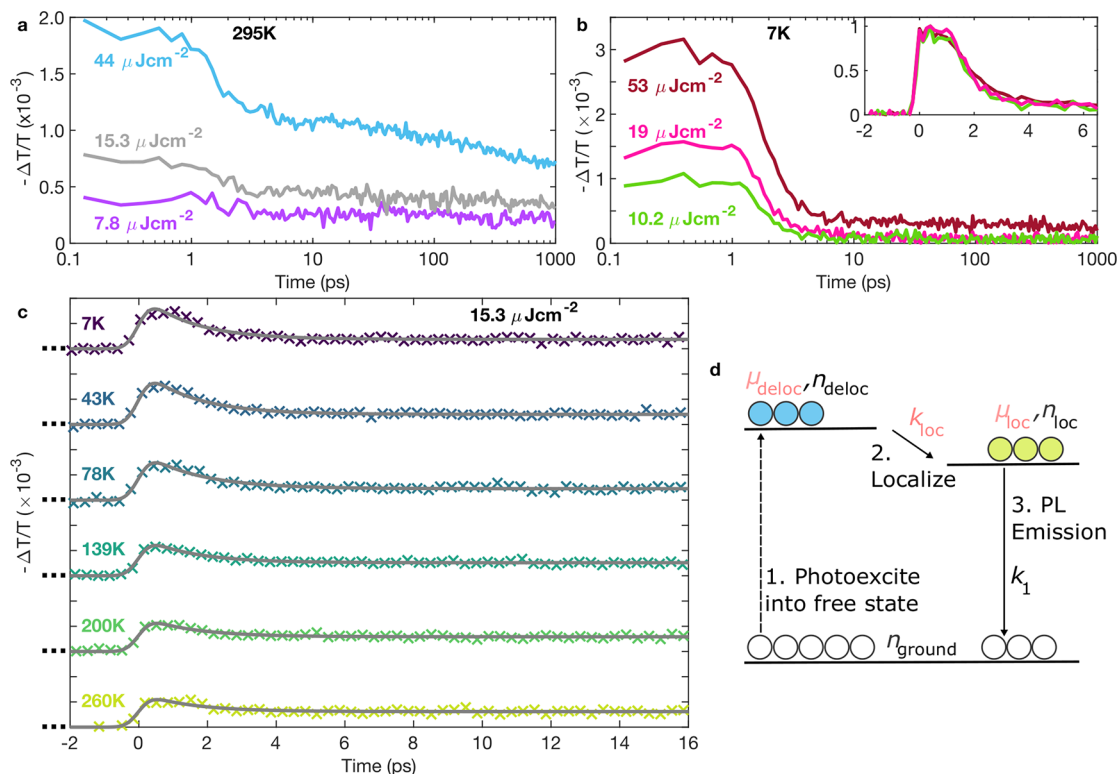 a
295K
44 μJcm-2
15.3 μJcm-2
7.8 μJcm-2
- ΔT/T (x10-3)
2.0
1.5
1.0
0.5
0
0.1
1
10
100
1000
Time (ps)
b
7K
53 μJcm-2
19 μJcm-2
10.2 μJcm-2
- ΔT/T ( × 10-3)
3
2
1
0
0.1
1
10
100
1000
Time (ps)
1
0.5
0
-2
0
2
4
6
c
15.3 μJcm-2
7K
43K
78K
139K
200K
260K
- ΔT/T ( × 10-3)
-2
0
2
4
6
8
10
12
14
16
Time (ps)
d
μdeloc,ndeloc
kloc
μloc,nloc
2.
Localize
3. PL
Emission
1. Photoexcite
into free state
k1
nground